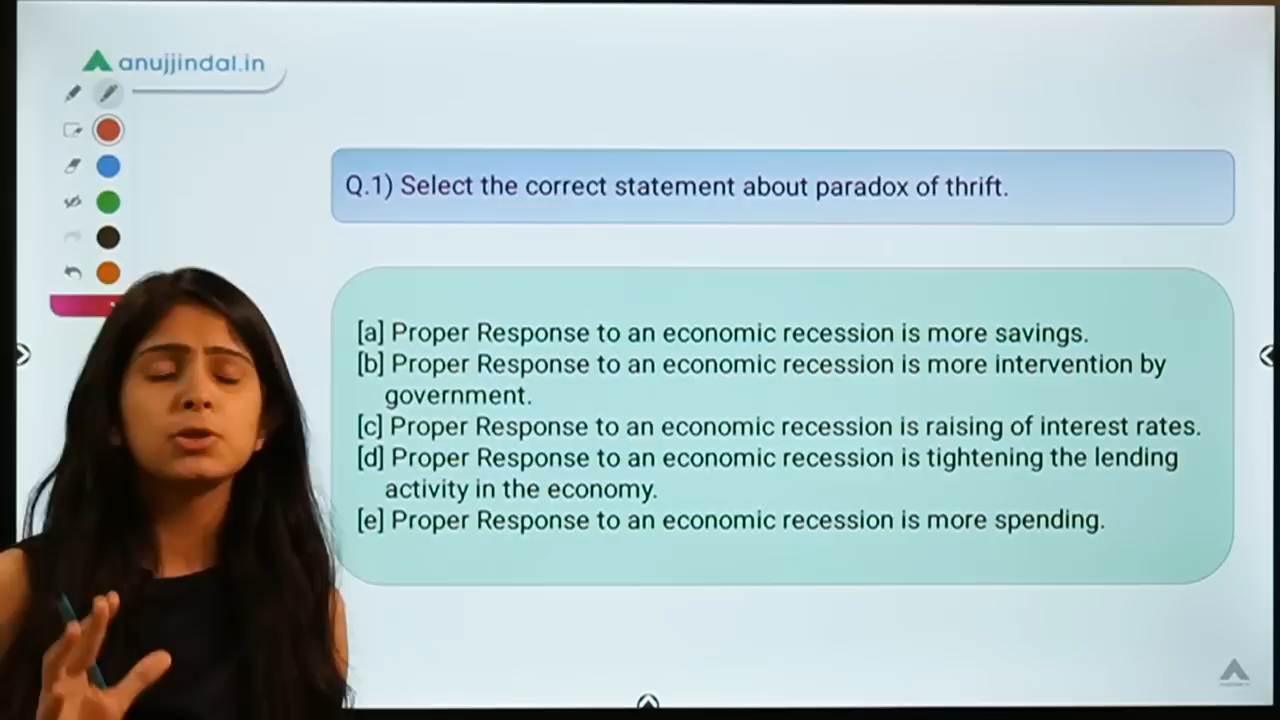 anujjindal.in
Q.1) Select the correct statement about paradox of thrift.
[a] Proper Response to an economic recession is more savings.
[b] Proper Response to an economic recession is more intervention by
government.
[c] Proper Response to an economic recession is raising of interest rates.
[d] Proper Response to an economic recession is tightening the lending
activity in the economy.
[e] Proper Response to an economic recession is more spending.